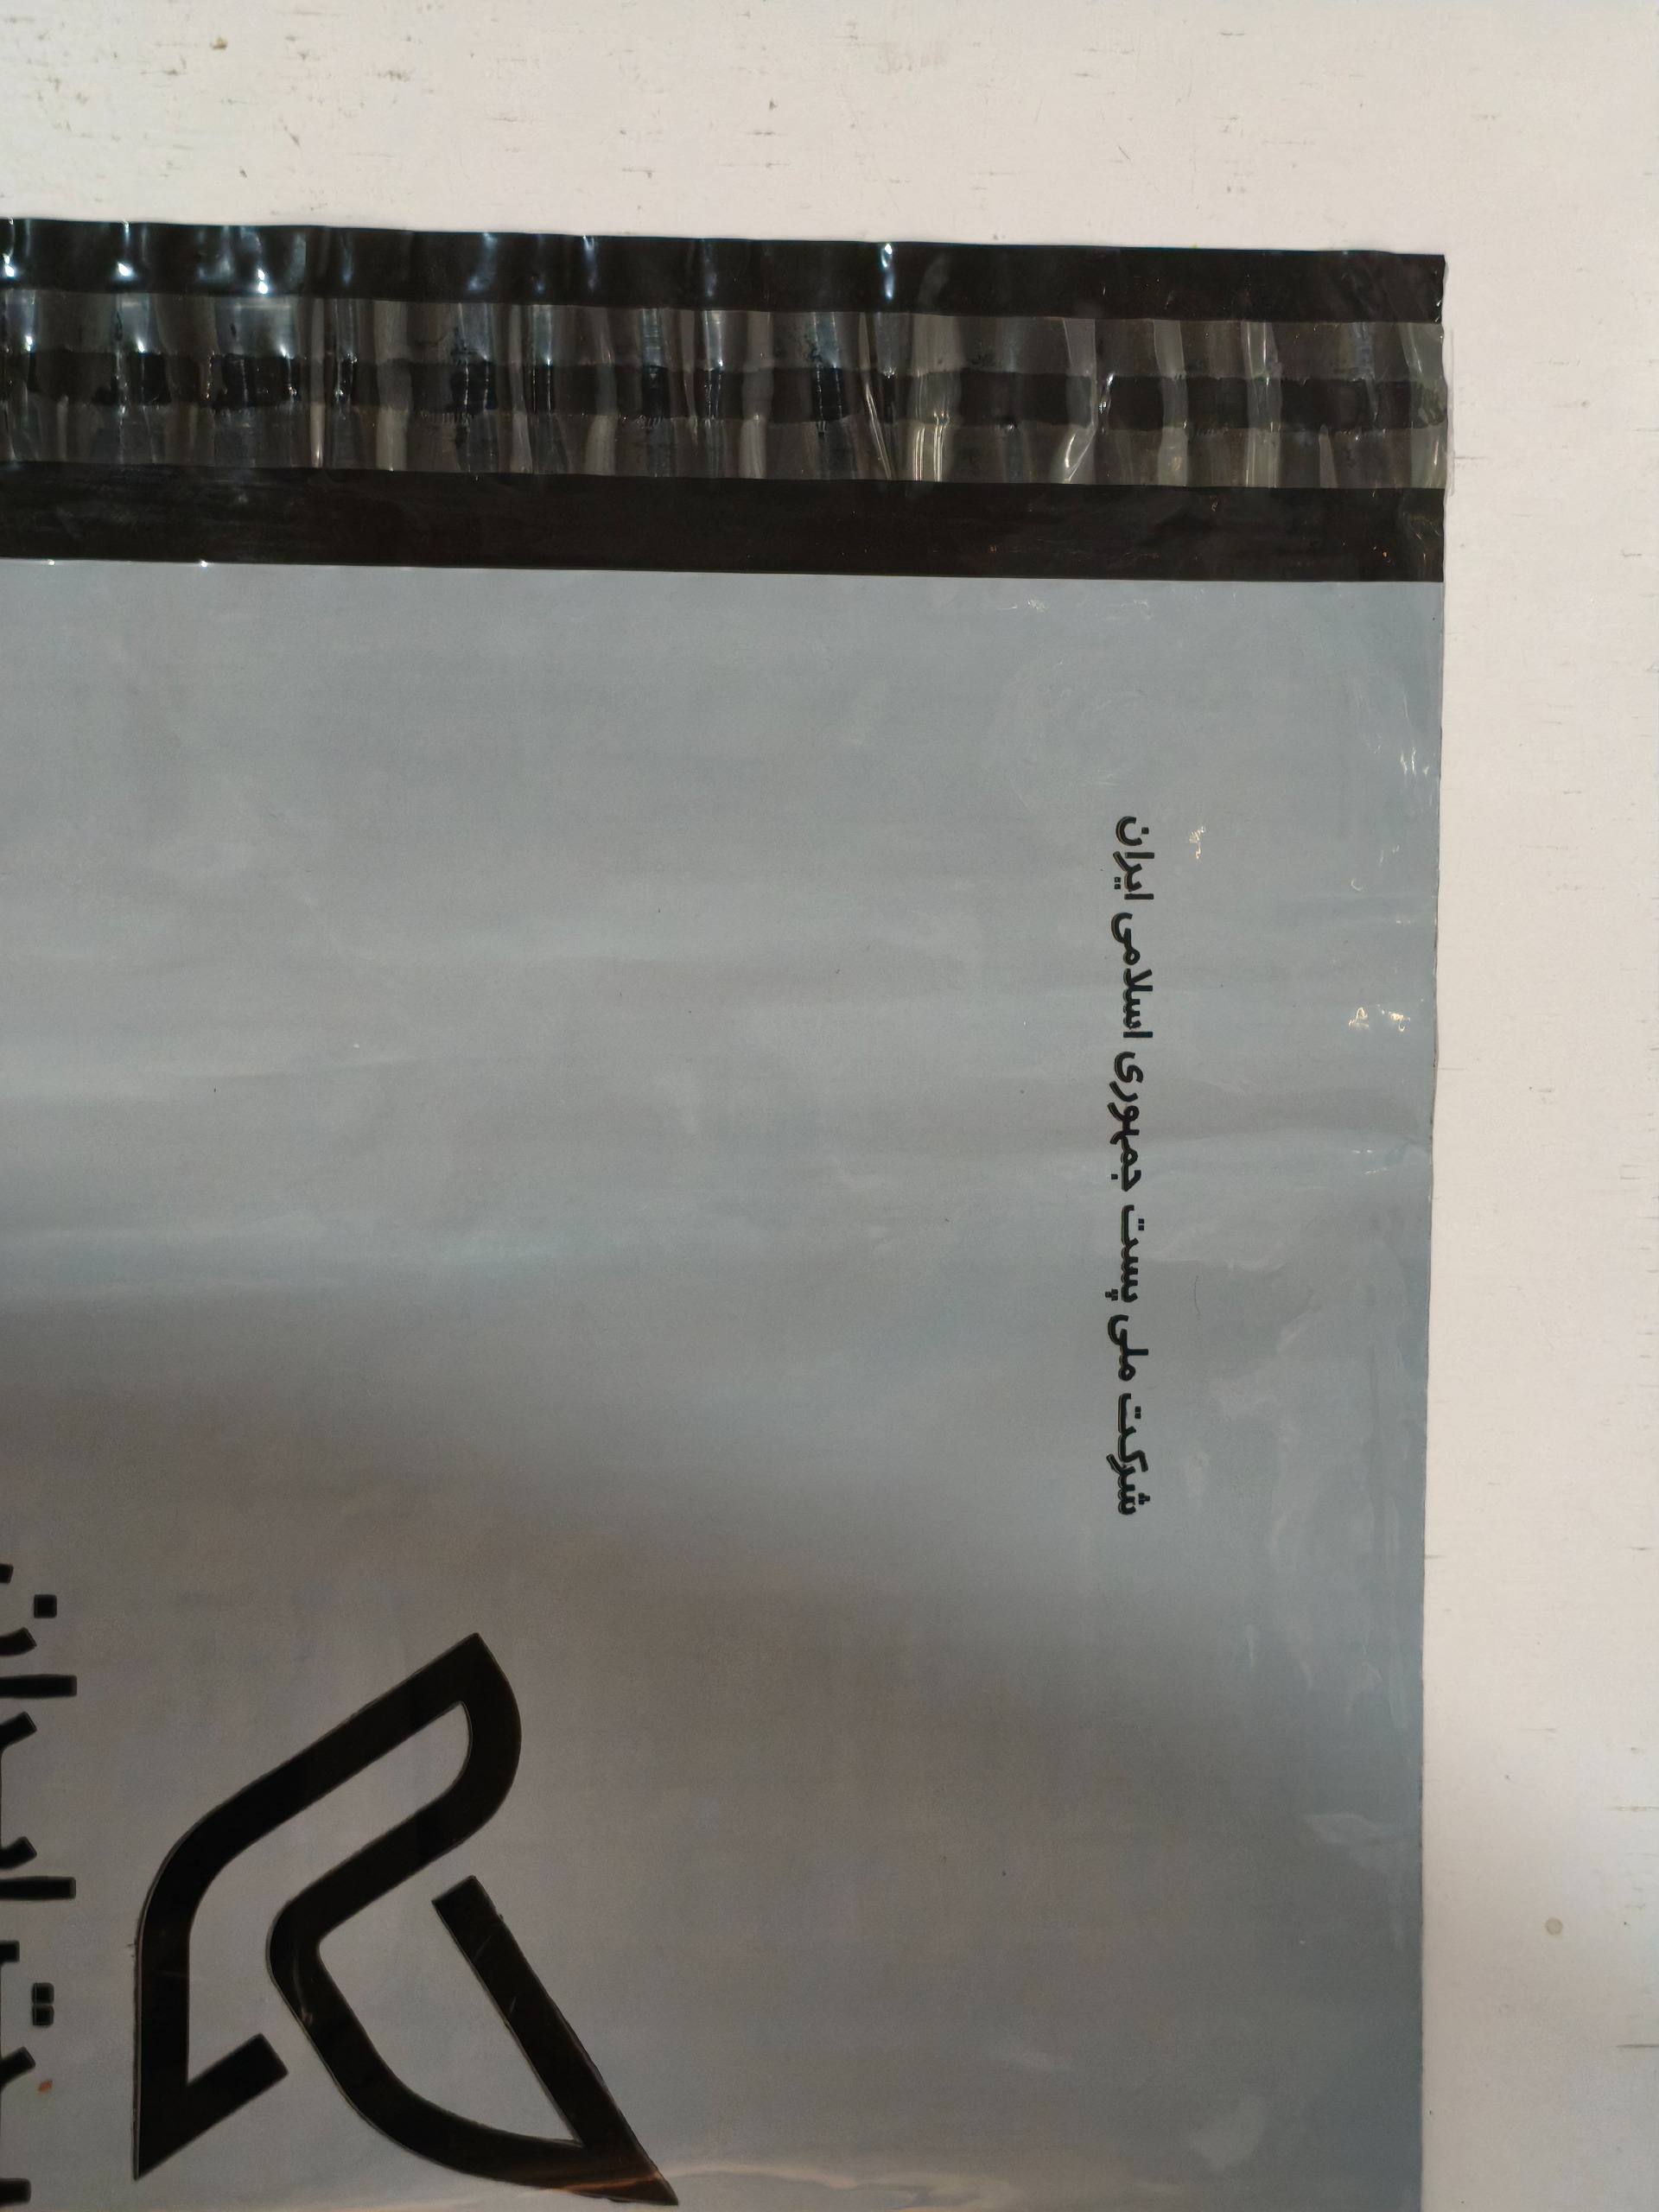 شرکت ملی پست جمهوری اسلامی ایران